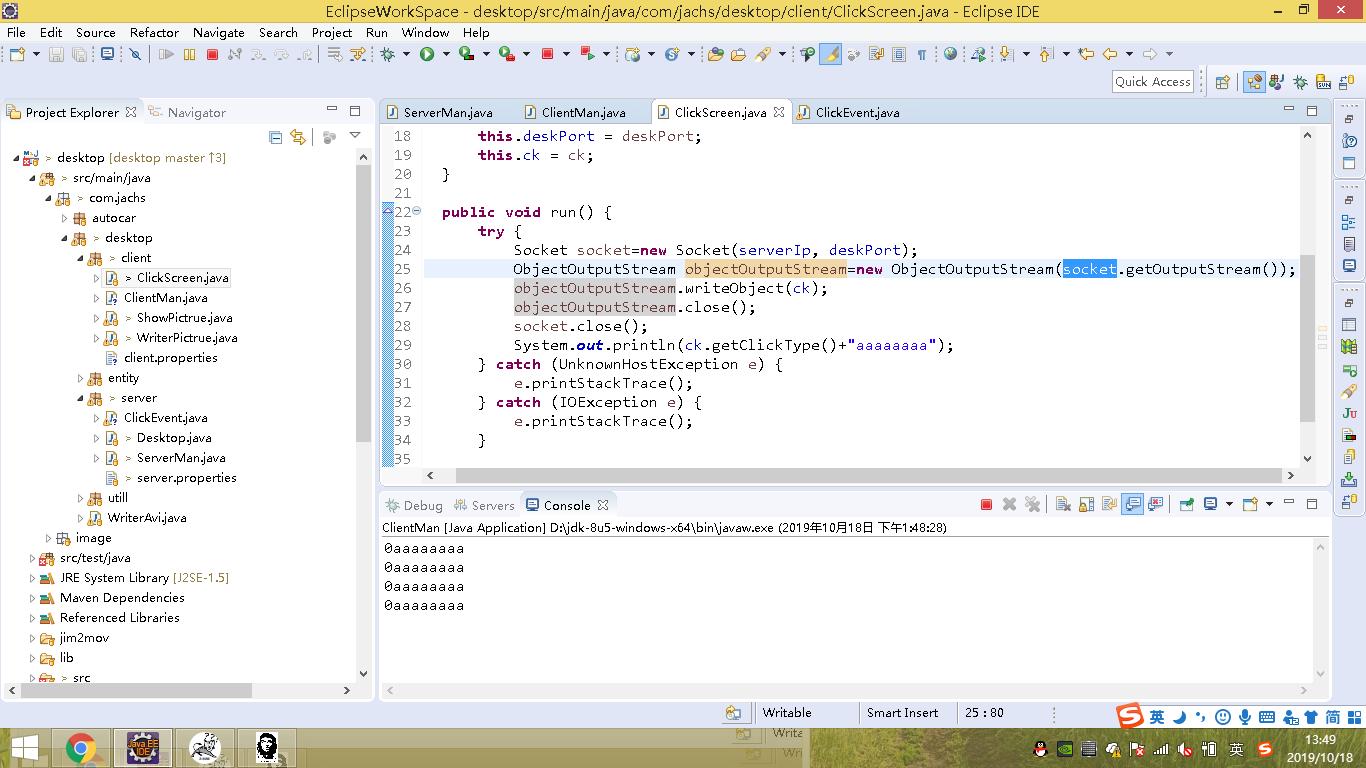 EclipseWorkSpace - desktop/src/main/java/com/jachs/desktop/client/ClickScreen.java - Eclipse IDE
File Edit Source Refactor Navigate Search Project Run Window Help
Quick Access
Project Explorer Navigator
> desktop [desktop master ↑3]
> src/main/java
> com.jachs
autocar
> desktop
> client
> ClickScreen.java
ClientMan.java
> ShowPictrue.java
> WriterPictrue.java
client.properties
entity
> server
ClickEvent.java
> Desktop.java
> ServerMan.java
> server.properties
utill
WriterAvi.java
image
src/test/java
JRE System Library [J2SE-1.5]
Maven Dependencies
Referenced Libraries
jim2mov
lib
> src
ServerMan.java ClientMan.java ClickScreen.java ClickEvent.java
18 this.deskPort = deskPort;
19 this.ck = ck;
20 }
21
22 public void run() {
23 try {
24 Socket socket=new Socket(serverIp, deskPort);
25 ObjectOutputStream objectOutputStream=new ObjectOutputStream(socket.getOutputStream());
26 objectOutputStream.writeObject(ck);
27 objectOutputStream.close();
28 socket.close();
29 System.out.println(ck.getClickType()+"aaaaaaaa");
30 } catch (UnknownHostException e) {
31 e.printStackTrace();
32 } catch (IOException e) {
33 e.printStackTrace();
34 }
35
Debug Servers Console
ClientMan [Java Application] D:\jdk-8u5-windows-x64\bin\javaw.exe (2019年10月18日 下午1:48:28)
0aaaaaaaa
0aaaaaaaa
0aaaaaaaa
0aaaaaaaa
Writable Smart Insert 25 : 80
英 简
Java EE IDE
英
13:49
2019/10/18